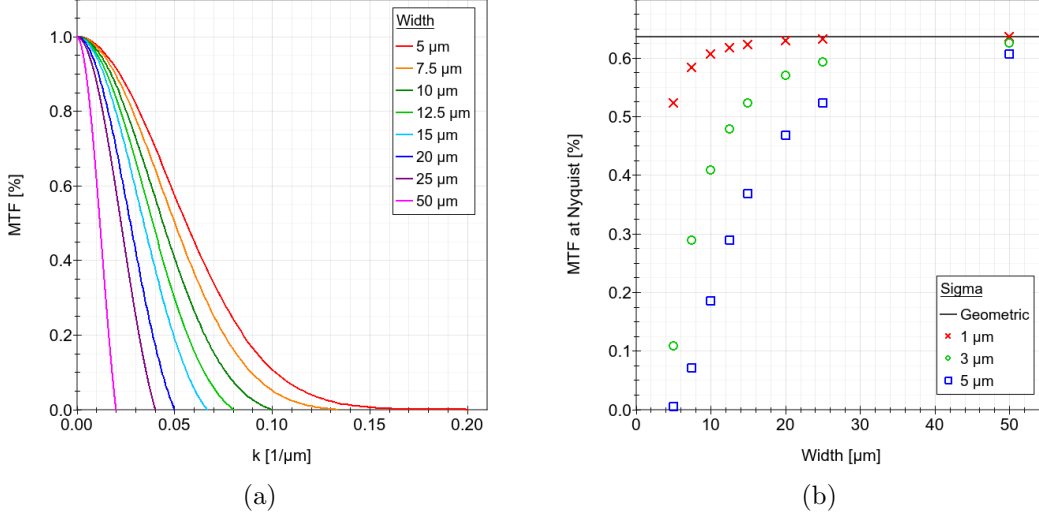 1.0
0.8
0.6
0.4
0.2
0.0
MTF [%]
0.00
0.05
0.10
0.15
0.20
k [1/µm]
Width
5 µm
7.5 µm
10 µm
12.5 µm
15 µm
20 µm
25 µm
50 µm
(a)
0.6
0.5
0.4
0.3
0.2
0.1
0.0
MTF at Nyquist [%]
0
10
20
30
40
50
Width [µm]
Sigma
Geometric
1 µm
3 µm
5 µm
(b)